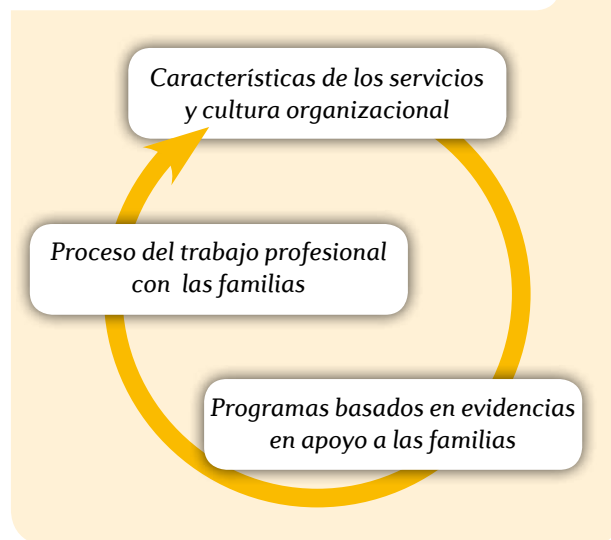 Características de los servicios
y cultura organizacional
Proceso del trabajo profesional
con las familias
Programas basados en evidencias
en apoyo a las familias